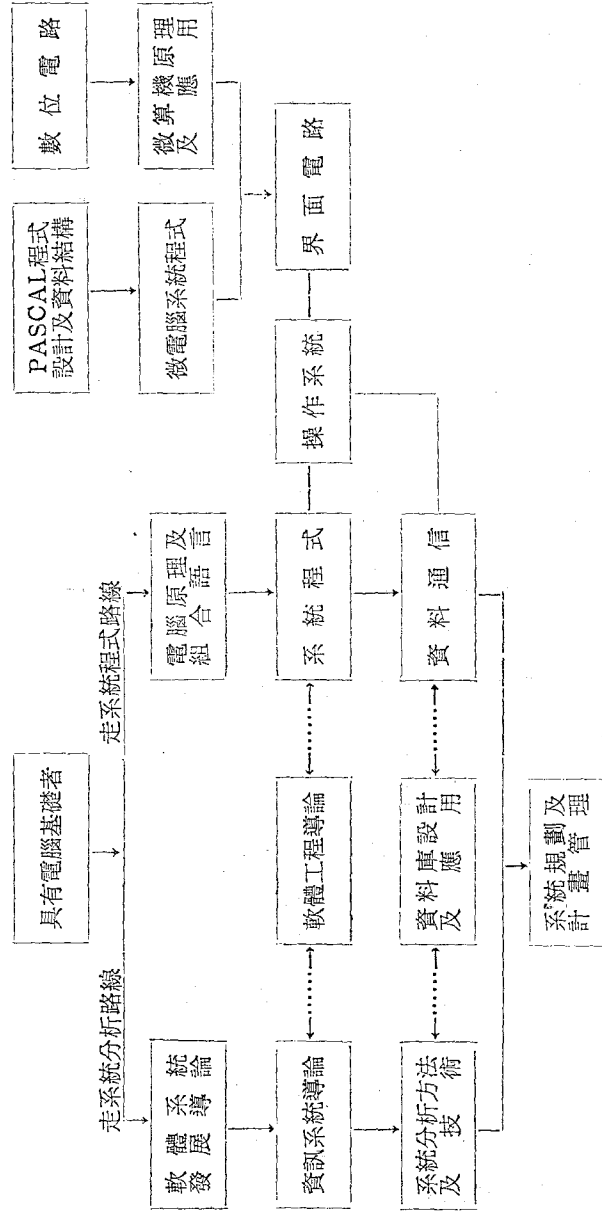 具有電腦基礎者
走系統分析路線
走系統程式路線
PASCAL程式
設計及資料結構
數位電路
軟體系統
發展導論
電腦原理及
組合語言
微電腦系統程式
微算機原理
及應用
資訊系統導論
軟體工程導論
系統程式
操作系統
界面電路
系統分析方法
及技術
資料庫設計
及應用
資料通信
系統規劃及
計畫管理